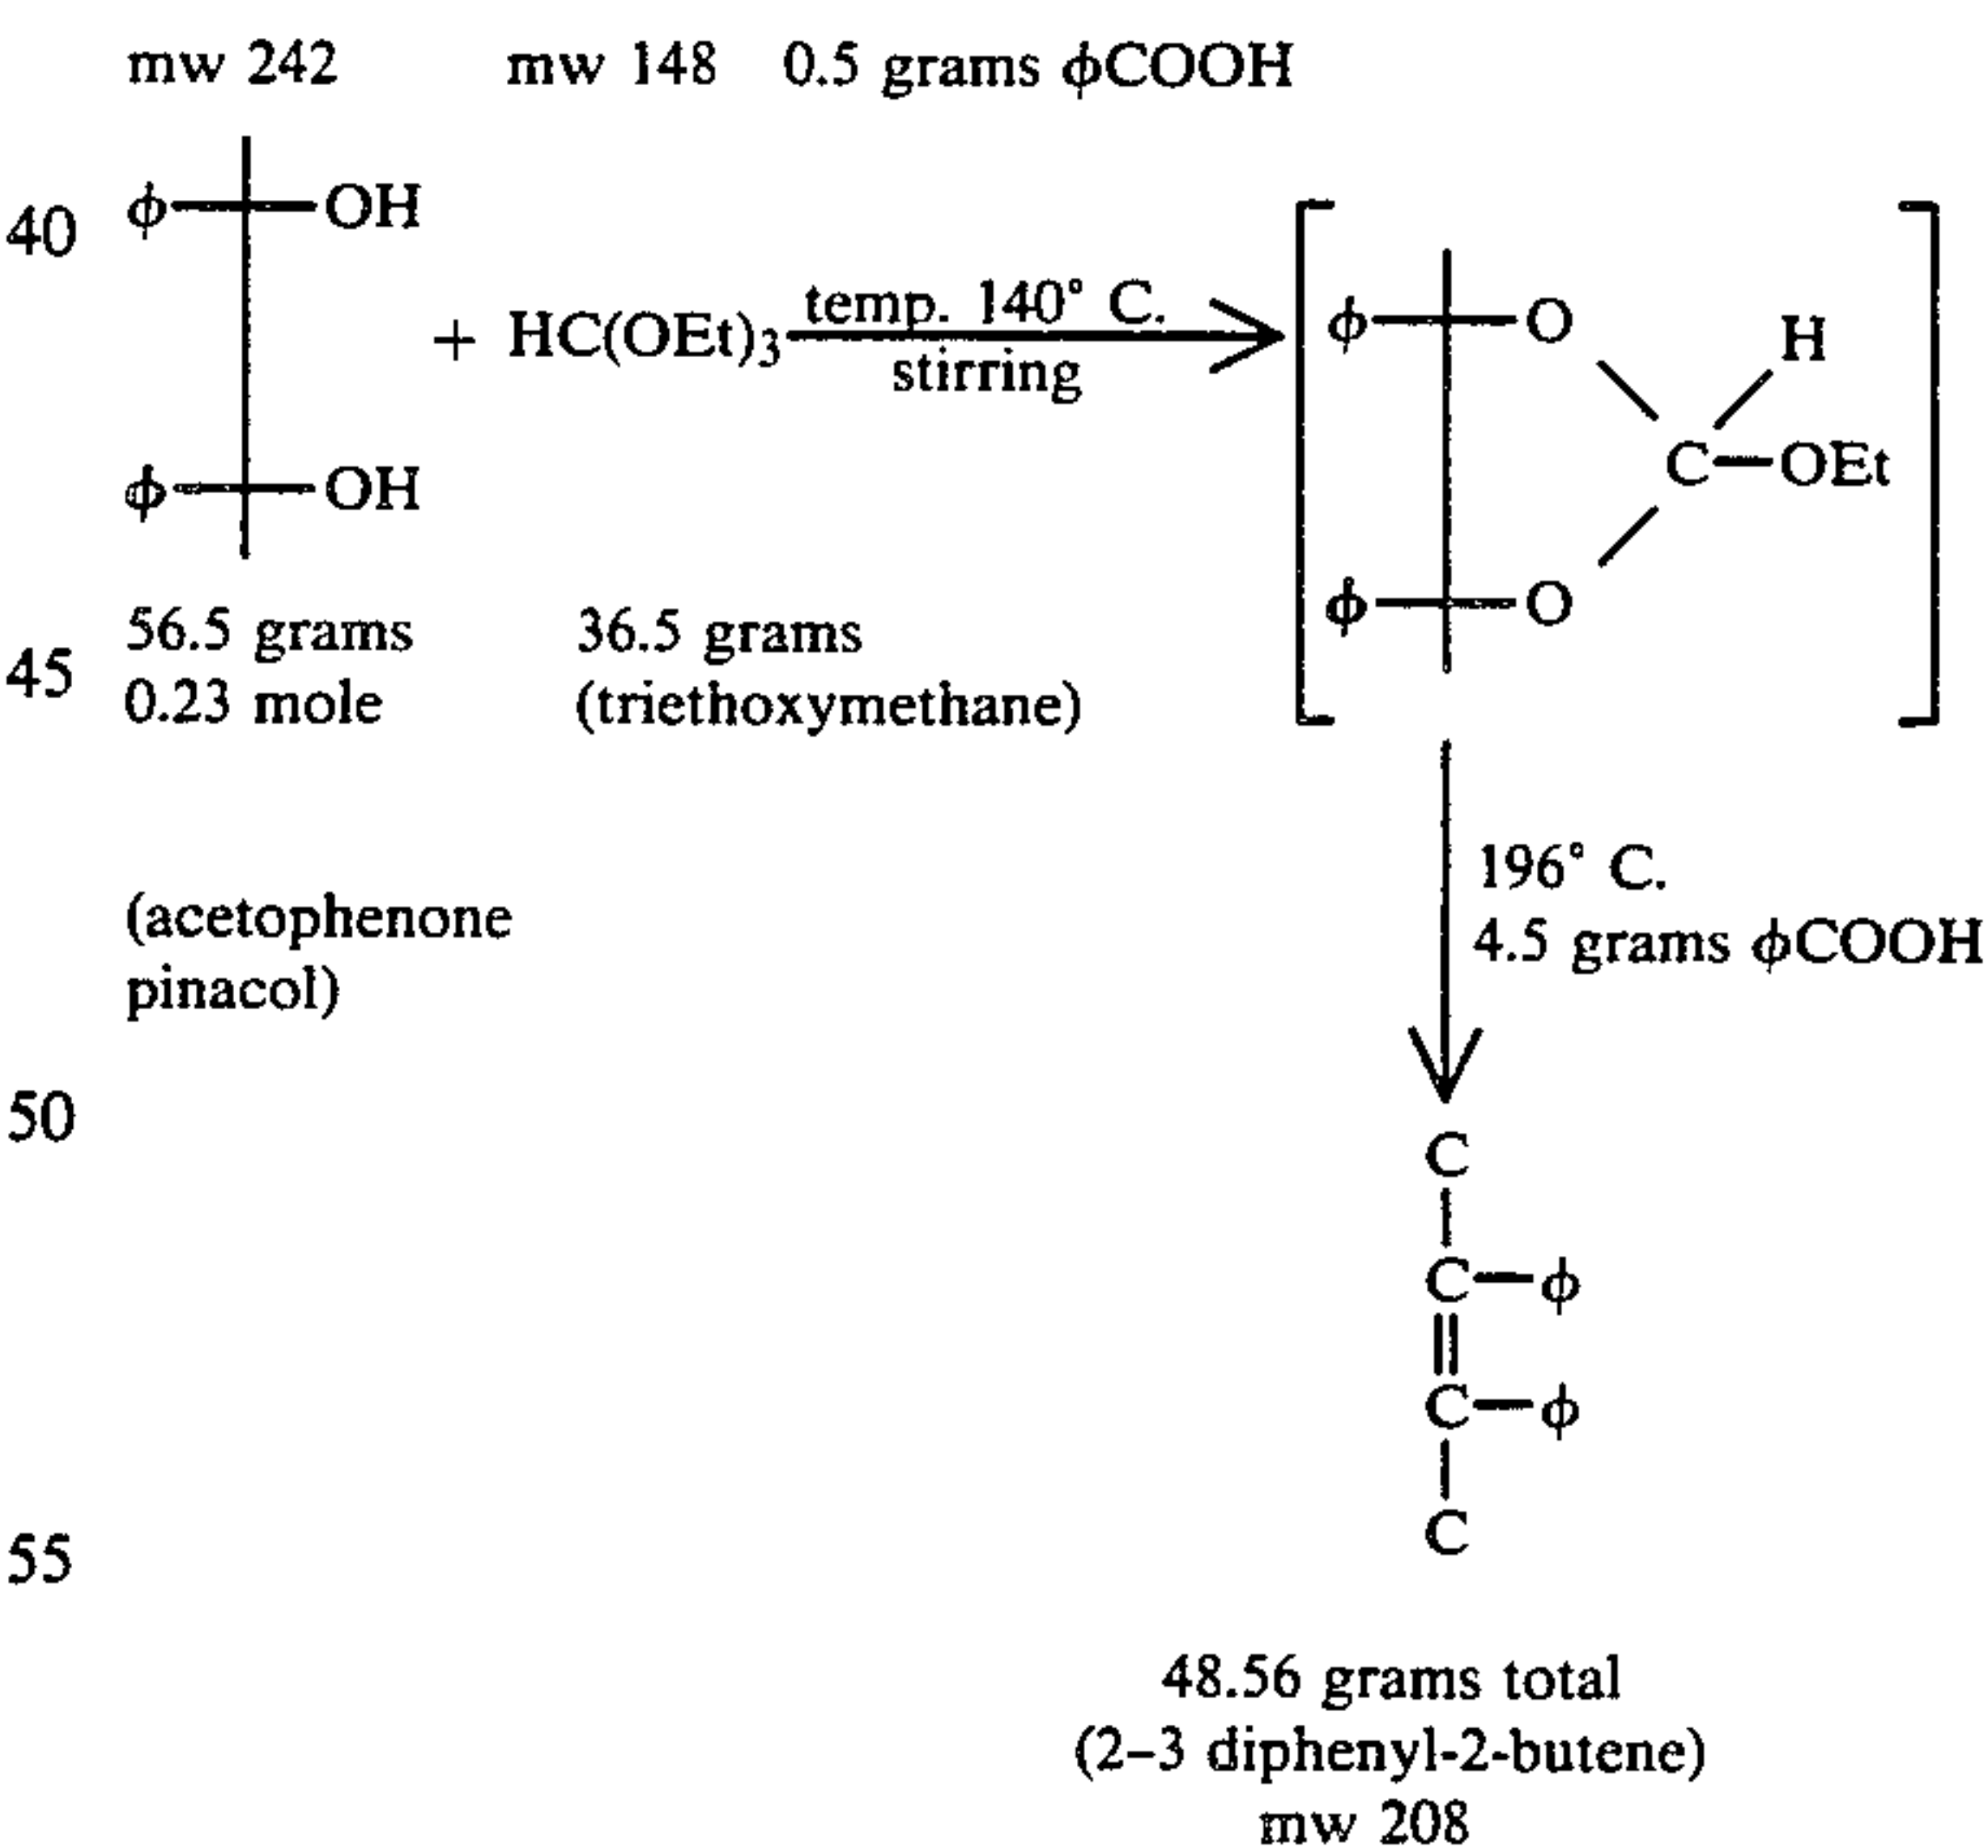 mw 242 mw 148 0.5 grams ϕCOOH
40
ϕ OH
ϕ OH
+ HC(OEt)3
temp. 140° C.
stirring
ϕ O
H
C OEt
ϕ O
45
56.5 grams
0.23 mole
36.5 grams
(triethoxymethane)
(acetophenone
pinacol)
196° C.
4.5 grams ϕCOOH
50
C
C ϕ
C ϕ
C
55
48.56 grams total
(2–3 diphenyl-2-butene)
mw 208